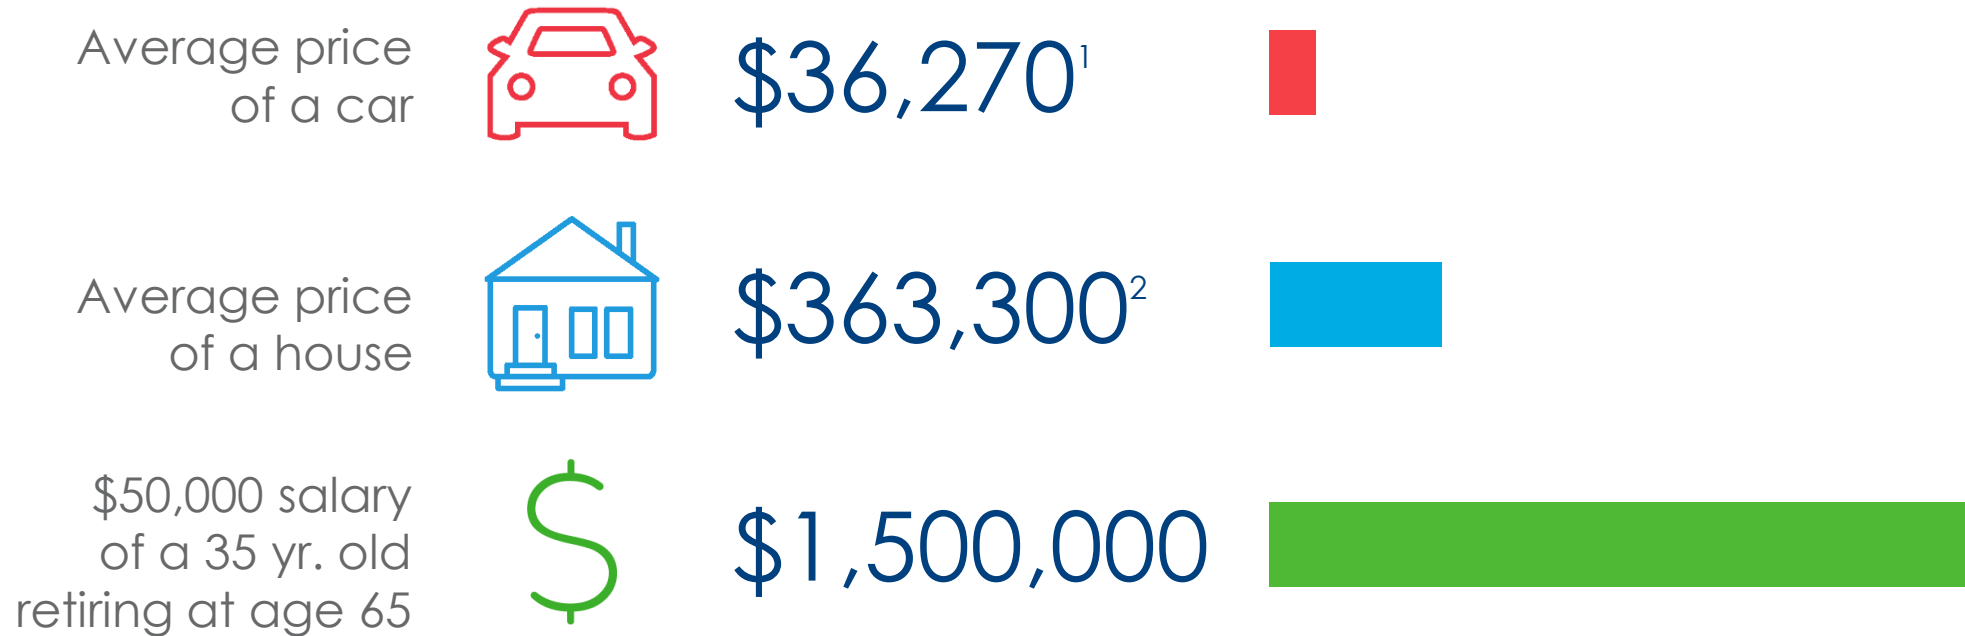 Average price
of a car
$36,270¹
Average price
of a house
$363,300²
$50,000 salary
of a 35 yr. old
retiring at age 65
$1,500,000